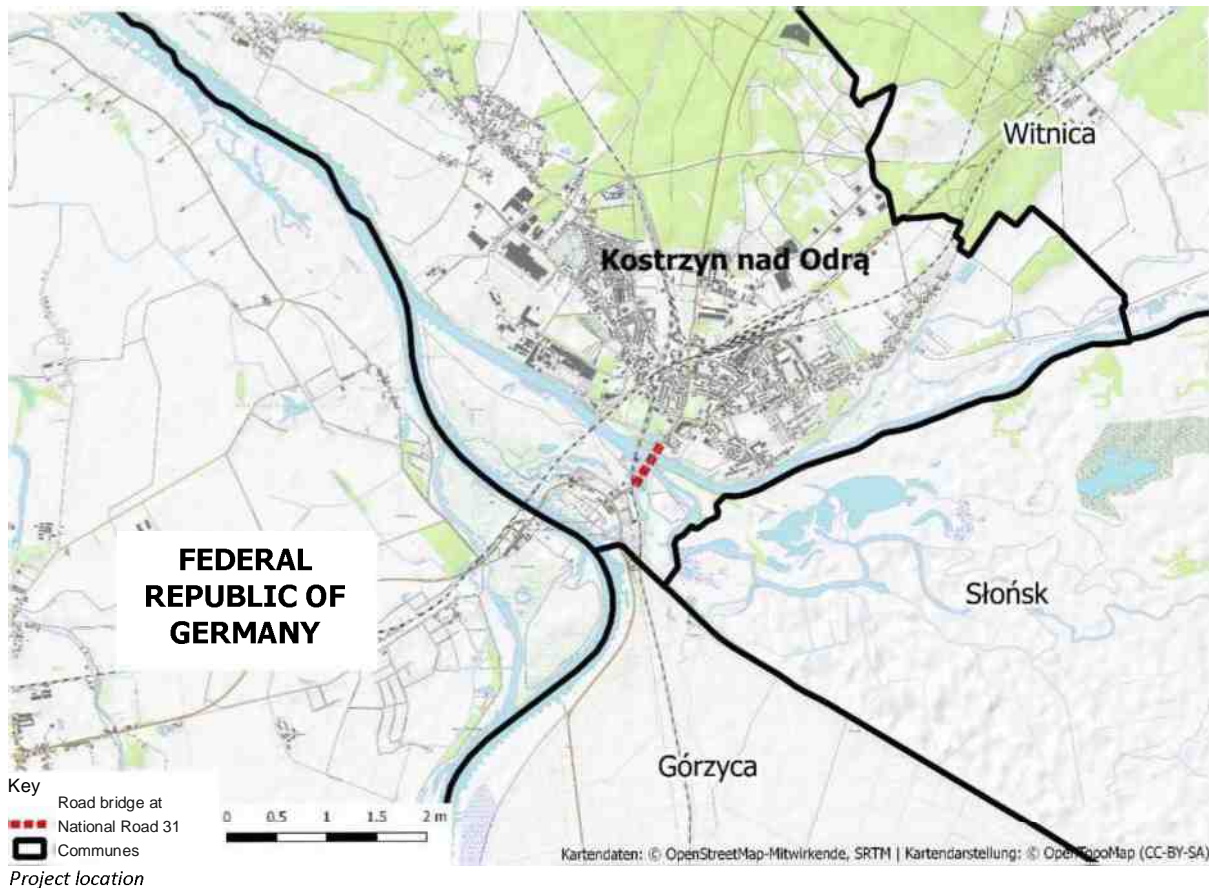 Witnica
Kostrzyn nad Odrą
FEDERAL
REPUBLIC OF
GERMANY
Słońsk
Górzyca
Key
Road bridge at
National Road 31
Communes
0 0.5 1 1.5 2 m
Kartendaten: © OpenStreetMap-Mitwirkende, SRTM | Kartendarstellung: © OpenTopoMap (CC-BY-SA)
Project location